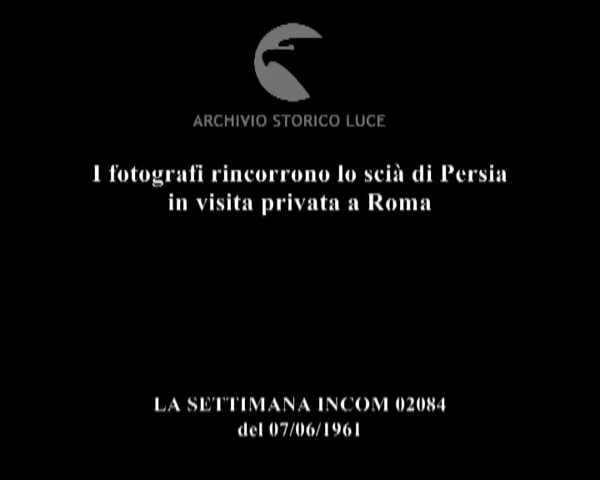 ARCHIVIO STORICO LUCE
I fotografi rincorrono lo scià di Persia
in visita privata a Roma
LA SETTIMANA INCOM 02084
del 07/06/1961